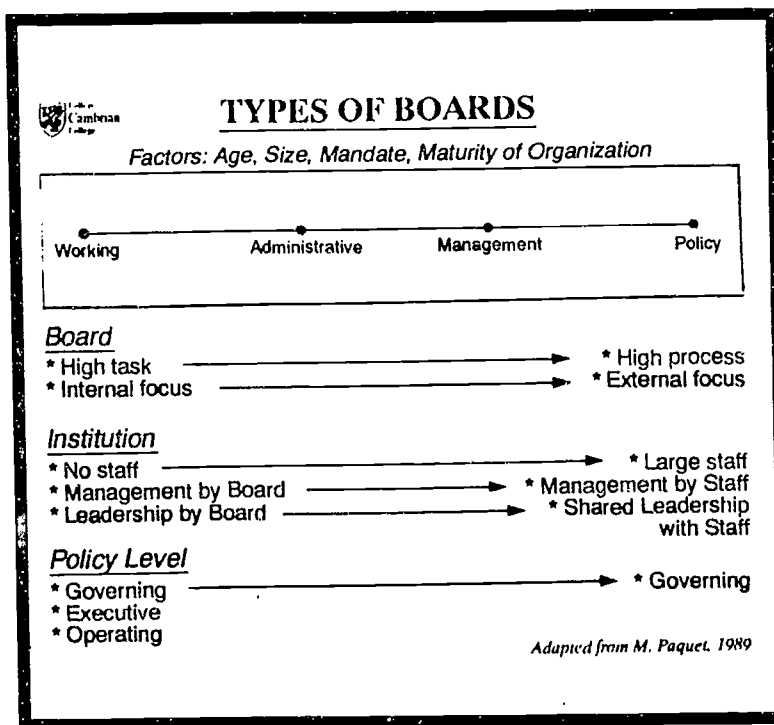 Cambrian
College
TYPES OF BOARDS
Factors: Age, Size, Mandate, Maturity of Organization
Working Administrative Management Policy
Board
* High task * High process
* Internal focus * External focus
Institution
* No staff * Large staff
* Management by Board * Management by Staff
* Leadership by Board * Shared Leadership
with Staff
Policy Level
* Governing * Governing
* Executive
* Operating
Adapted from M. Paquet, 1989